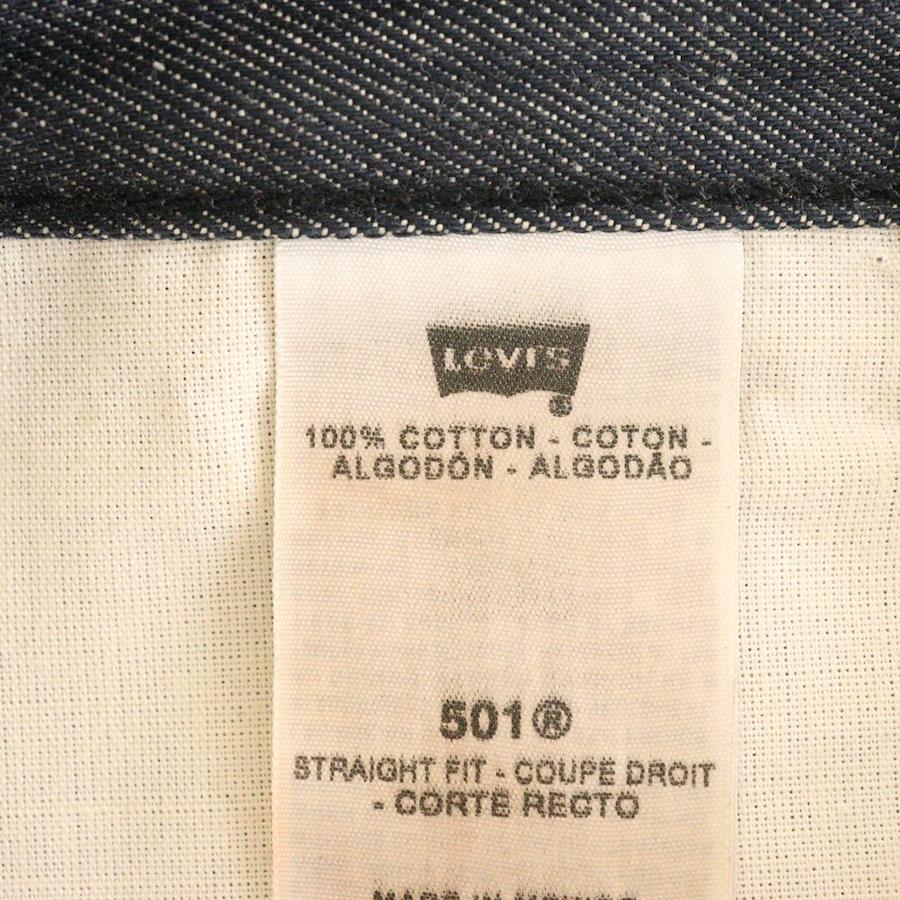 LEVI'S
®
100% COTTON - COTON -
ALGODÓN - ALGODÃO
501®
STRAIGHT FIT - COUPE DROIT
- CORTE RECTO